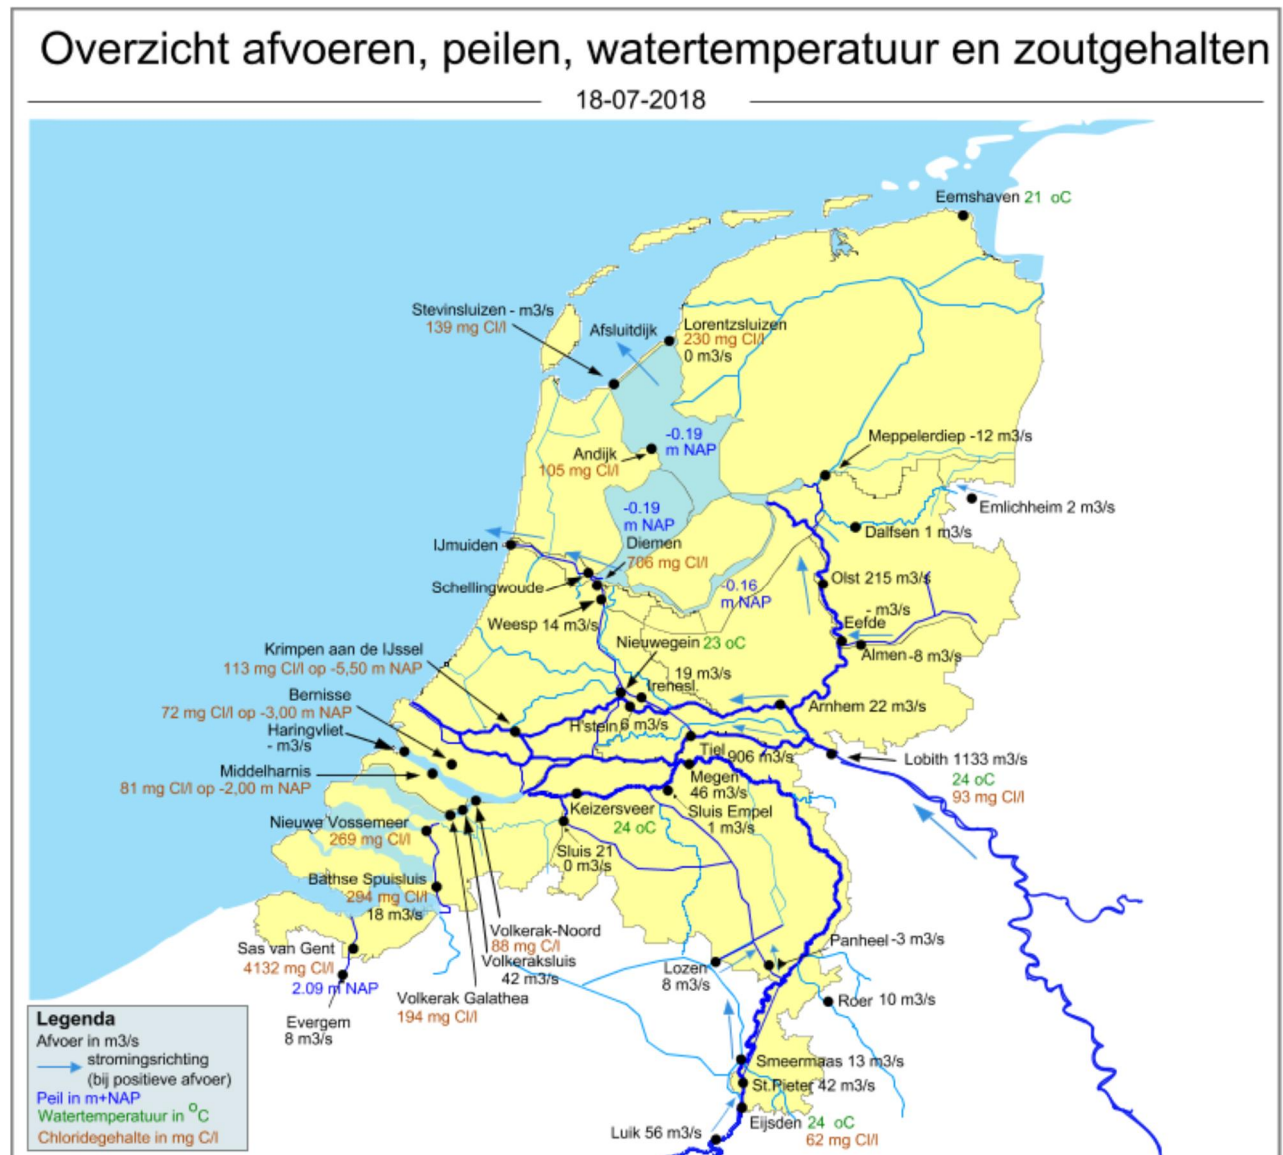 Overzicht afvoeren, peilen, watertemperatuur en zoutgehalten
18-07-2018
Eemshaven 21 oC
Stevinsluizen - m3/s
139 mg Cl/l
Afsluitdijk
Lorentzsluizen
230 mg Cl/l
0 m3/s
-0.19
m NAP
Andijk
105 mg Cl/l
Meppelerdiep -12 m3/s
Emlichheim 2 m3/s
-0.19
m NAP
Dalfsen 1 m3/s
IJmuiden
Diemen
706 mg Cl/l
Schellingwoude
-0.16
m NAP
Olst 215 m3/s
- m3/s
Eefde
Weesp 14 m3/s
Nieuwegein 23 oC
Almen -8 m3/s
Krimpen aan de IJssel
113 mg Cl/l op -5,50 m NAP
19 m3/s
Irenesl.
Bernisse
72 mg Cl/l op -3,00 m NAP
Arnhem 22 m3/s
H'stein 6 m3/s
Haringvliet
- m3/s
Tiel 906 m3/s
Lobith 1133 m3/s
24 oC
93 mg Cl/l
Middelharnis
81 mg Cl/l op -2,00 m NAP
Megen
46 m3/s
Keizersveer
24 oC
Sluis Empel
1 m3/s
Nieuwe Vossemeer
269 mg Cl/l
Sluis 21
0 m3/s
Bathse Spuisluis
294 mg Cl/l
18 m3/s
Volkerak-Noord
88 mg C/l
Volkeraksluis
42 m3/s
Panheel -3 m3/s
Sas van Gent
4132 mg Cl/l
2.09 m NAP
Lozen
8 m3/s
Volkerak Galathea
194 mg Cl/l
Roer 10 m3/s
Evergem
8 m3/s
Smeermaas 13 m3/s
St.Pieter 42 m3/s
Eijsden 24 oC
62 mg Cl/l
Luik 56 m3/s
Legenda
Afvoer in m3/s
stromingsrichting
(bij positieve afvoer)
Peil in m+NAP
Watertemperatuur in °C
Chloridegehalte in mg C/l